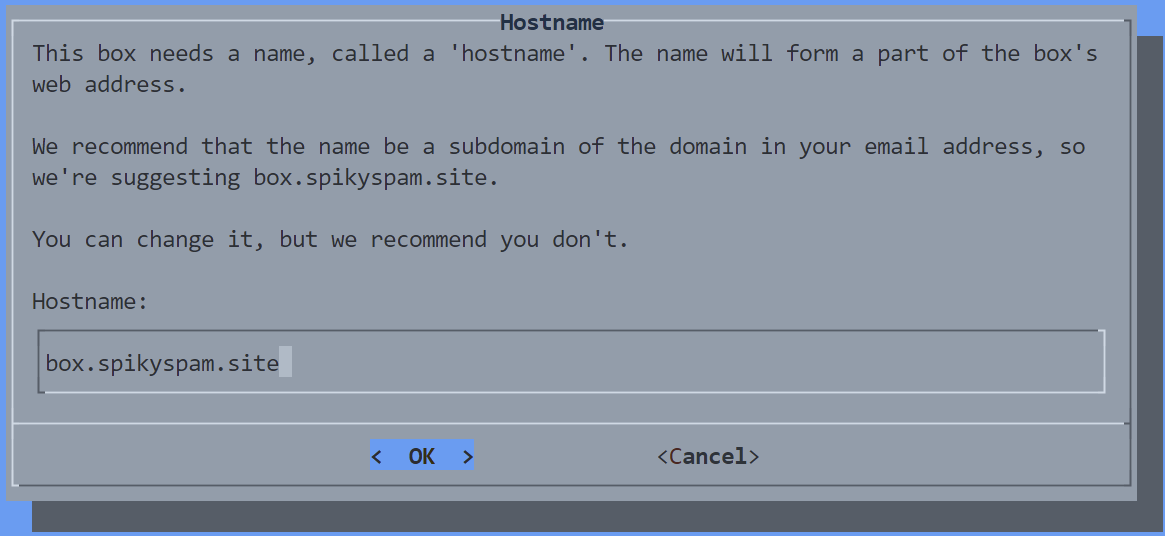 Hostname
This box needs a name, called a 'hostname'. The name will form a part of the box's
web address.
We recommend that the name be a subdomain of the domain in your email address, so
we're suggesting box.spikyspam.site.
You can change it, but we recommend you don't.
Hostname:
box.spikyspam.site
<  OK  > <Cancel>